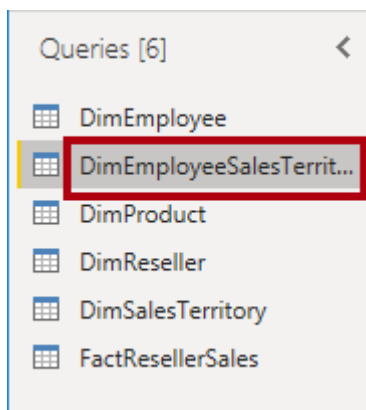 Queries [6]
DimEmployee
DimEmployeeSalesTerrit...
DimProduct
DimReseller
DimSalesTerritory
FactResellerSales